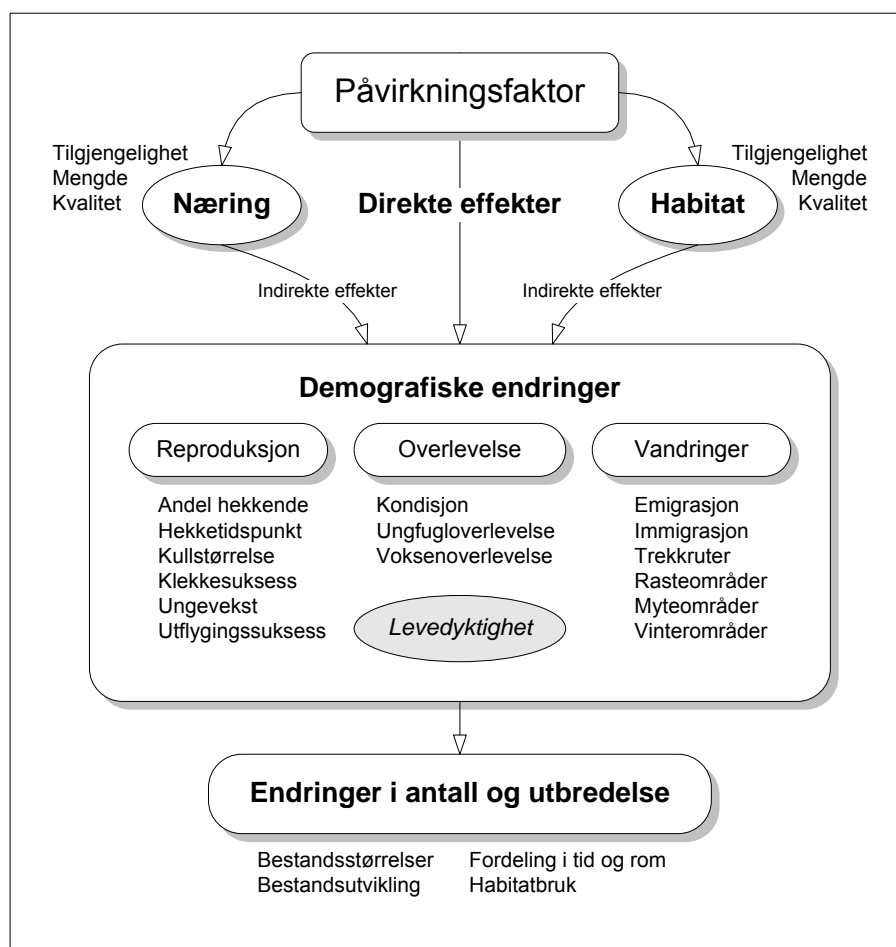 Påvirkningsfaktor
Tilgjengelighet
Mengde
Kvalitet
Næring
Direkte effekter
Habitat
Tilgjengelighet
Mengde
Kvalitet
Indirekte effekter
Indirekte effekter
Demografiske endringer
Reproduksjon
Andel hekkende
Hekketidspunkt
Kullstørrelse
Klekkesuksess
Ungevekst
Utflygingssuksess
Overlevelse
Kondisjon
Ungfugloverlevelse
Voksenoverlevelse
Levedyktighet
Vandringer
Emigrasjon
Immigrasjon
Trekkruter
Rasteområder
Myteområder
Vinterområder
Endringer i antall og utbredelse
Bestandsstørrelser
Bestandsutvikling
Fordeling i tid og rom
Habitatbruk